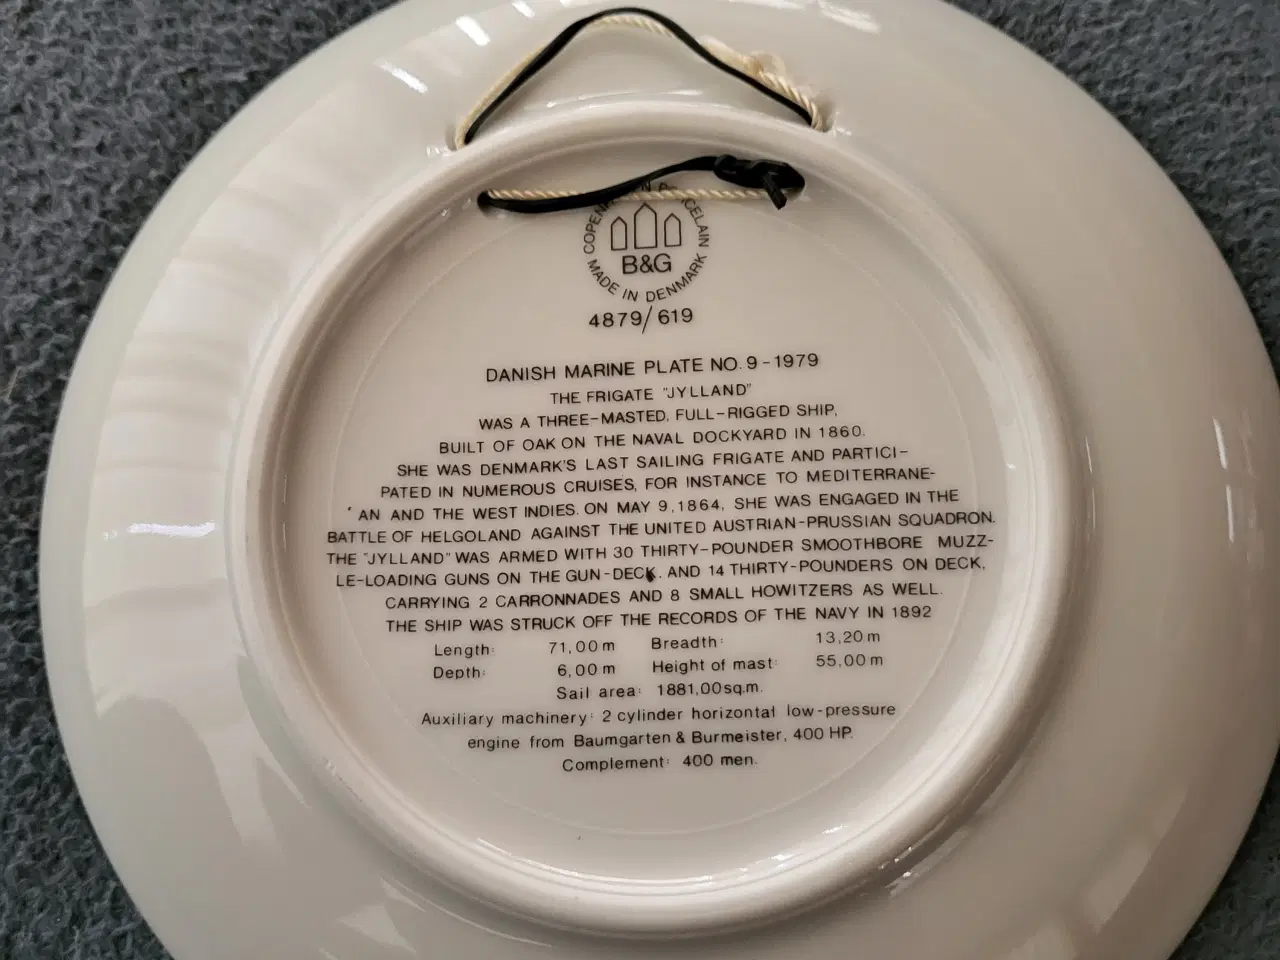 COPENHAGEN PORCELAIN
B&G
MADE IN DENMARK
4879/619
DANISH MARINE PLATE NO. 9-1979
THE FRIGATE "JYLLAND"
WAS A THREE-MASTED, FULL-RIGGED SHIP,
BUILT OF OAK ON THE NAVAL DOCKYARD IN 1860.
SHE WAS DENMARK'S LAST SAILING FRIGATE AND PARTICI-
PATED IN NUMEROUS CRUISES, FOR INSTANCE TO MEDITERRANE-
AN AND THE WEST INDIES. ON MAY 9,1864, SHE WAS ENGAGED IN THE
BATTLE OF HELGOLAND AGAINST THE UNITED AUSTRIAN-PRUSSIAN SQUADRON.
THE "JYLLAND" WAS ARMED WITH 30 THIRTY-POUNDER SMOOTHBORE MUZZ-
LE-LOADING GUNS ON THE GUN-DECK, AND 14 THIRTY-POUNDERS ON DECK,
CARRYING 2 CARRONNADES AND 8 SMALL HOWITZERS AS WELL.
THE SHIP WAS STRUCK OFF THE RECORDS OF THE NAVY IN 1892
Length: 71,00 m Breadth: 13,20 m
Depth: 6,00 m Height of mast: 55,00 m
Sail area: 1881,00 sq.m.
Auxiliary machinery: 2 cylinder horizontal low-pressure
engine from Baumgarten & Burmeister, 400 HP.
Complement: 400 men.